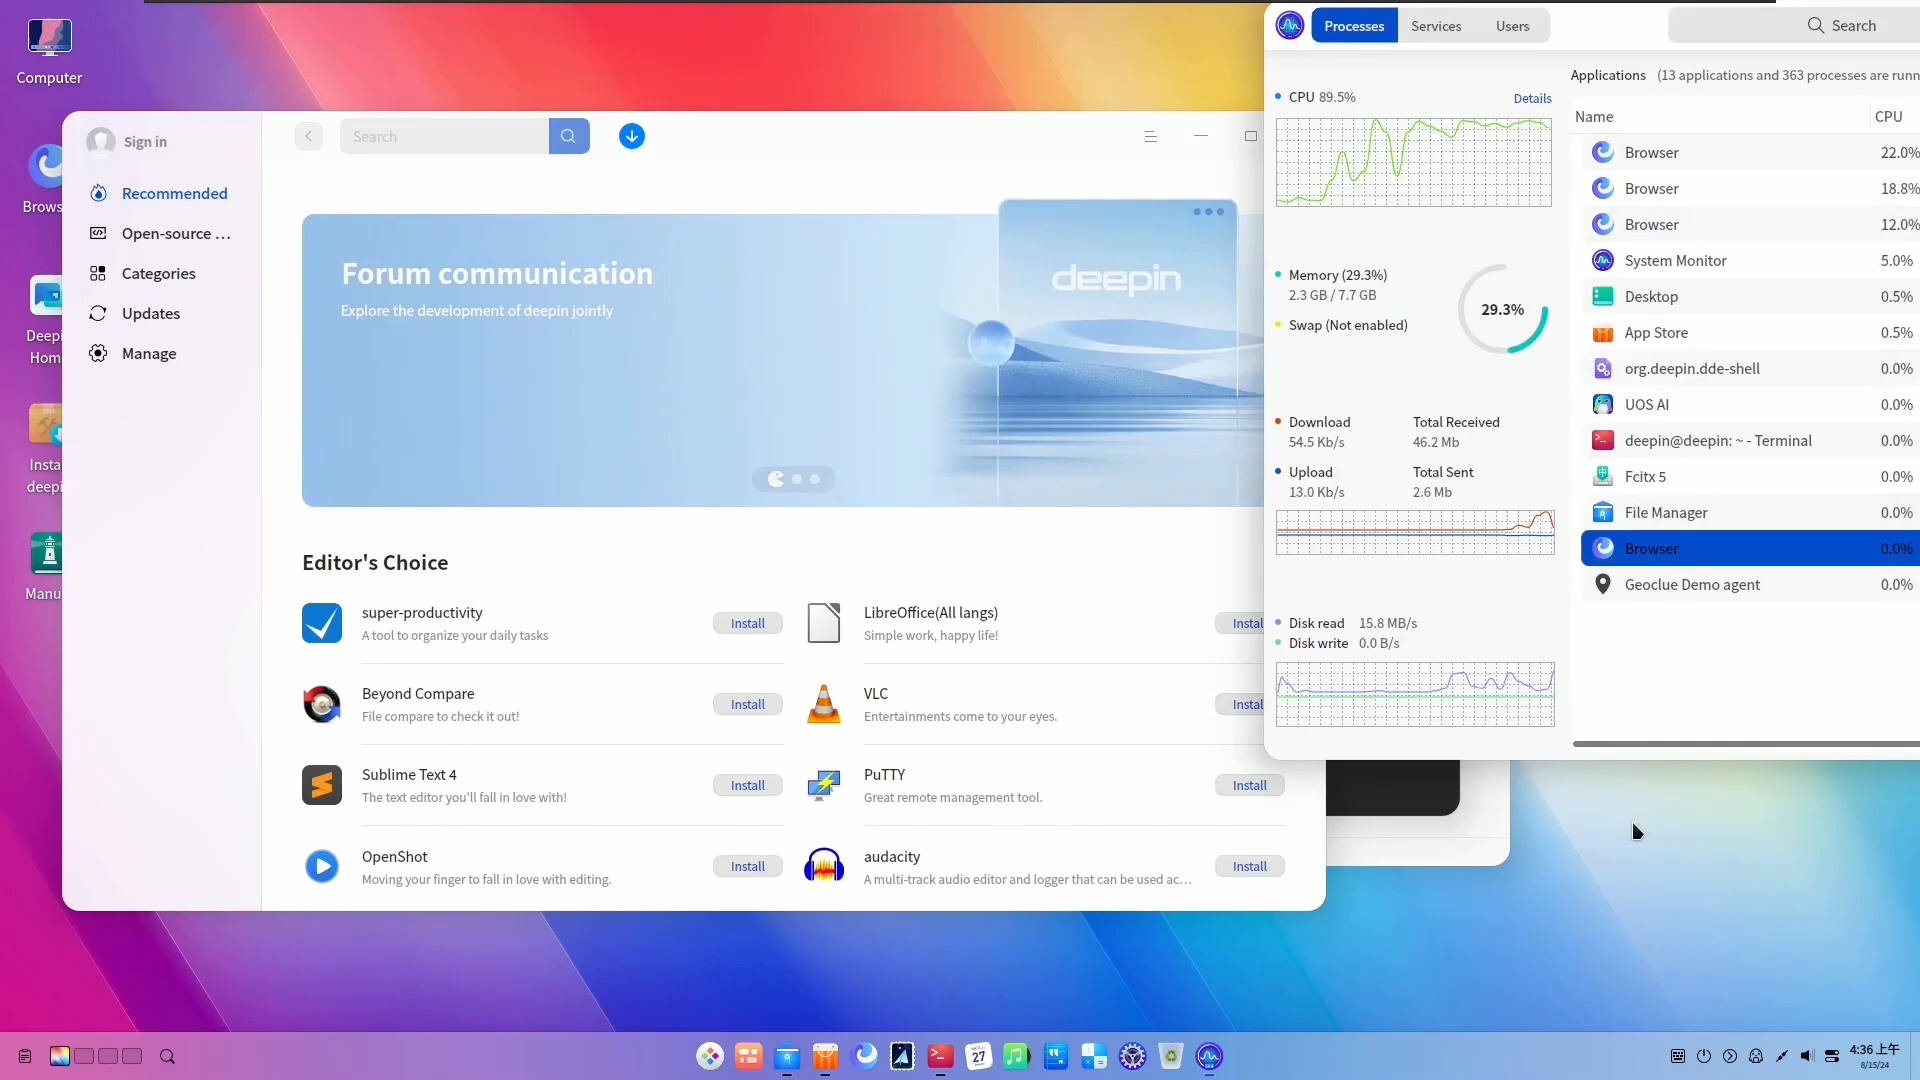 Computer
Brows
Deepi
Hom
Insta
deepi
Manu
Sign in
Recommended
Open-source ...
Categories
Updates
Manage
Search
Forum communication
Explore the development of deepin jointly
deepin
Editor's Choice
super-productivity
A tool to organize your daily tasks
Install
LibreOffice(All langs)
Simple work, happy life!
Instal
Beyond Compare
File compare to check it out!
Install
VLC
Entertainments come to your eyes.
Instal
Sublime Text 4
The text editor you'll fall in love with!
Install
PuTTY
Great remote management tool.
Install
OpenShot
Moving your finger to fall in love with editing.
Install
audacity
A multi-track audio editor and logger that can be used ac...
Install
Processes Services Users
Search
CPU 89.5%
Details
Memory (29.3%)
2.3 GB / 7.7 GB
Swap (Not enabled)
29.3%
Download Total Received
54.5 Kb/s 46.2 Mb
Upload Total Sent
13.0 Kb/s 2.6 Mb
Disk read 15.8 MB/s
Disk write 0.0 B/s
Applications (13 applications and 363 processes are runn
Name CPU
Browser 22.0%
Browser 18.8%
Browser 12.0%
System Monitor 5.0%
Desktop 0.5%
App Store 0.5%
org.deepin.dde-shell 0.0%
UOS AI 0.0%
deepin@deepin: ~ - Terminal 0.0%
Fcitx 5 0.0%
File Manager 0.0%
Browser 0.0%
Geoclue Demo agent 0.0%
27
4:36 上午
8/15/24